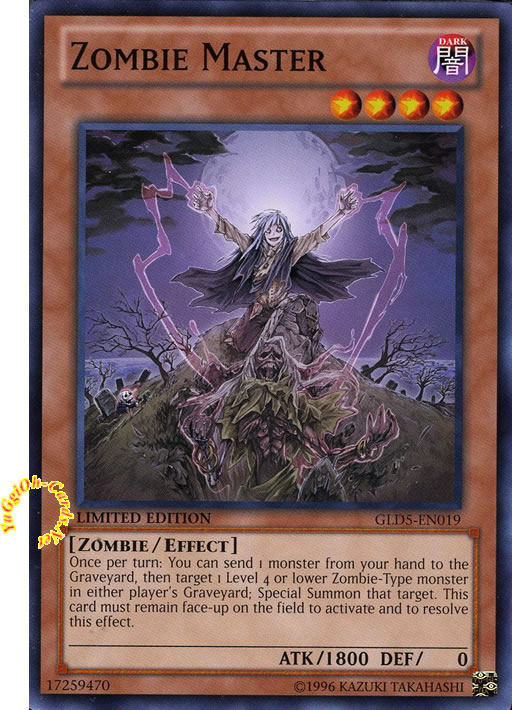 Zombie Master
DARK
闇
YuGeiOh-Cards.Net
LIMITED EDITION GLD5-EN019
[Zombie/Effect]
Once per turn: You can send 1 monster from your hand to the
Graveyard, then target 1 Level 4 or lower Zombie-Type monster
in either player's Graveyard; Special Summon that target. This
card must remain face-up on the field to activate and to resolve
this effect.
ATK/1800 DEF/ 0
17259470 ©1996 KAZUKI TAKAHASHI